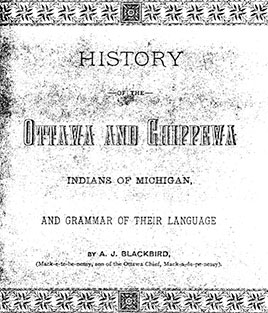 HISTORY
—OF THE—
OTTAWA AND CHIPPEWA
INDIANS OF MICHIGAN,
AND GRAMMAR OF THEIR LANGUAGE
BY A. J. BLACKBIRD,
(Mack-e-te-be-nessy, son of the Ottawa Chief, Mack-a-de-pe-nessy).